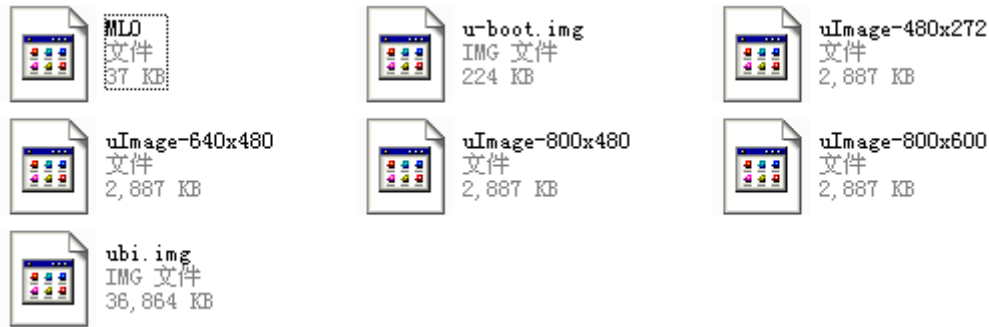 MLO
文件
37 KB
u-boot.img
IMG 文件
224 KB
uImage-480x272
文件
2,887 KB
uImage-640x480
文件
2,887 KB
uImage-800x480
文件
2,887 KB
uImage-800x600
文件
2,887 KB
ubi.img
IMG 文件
36,864 KB